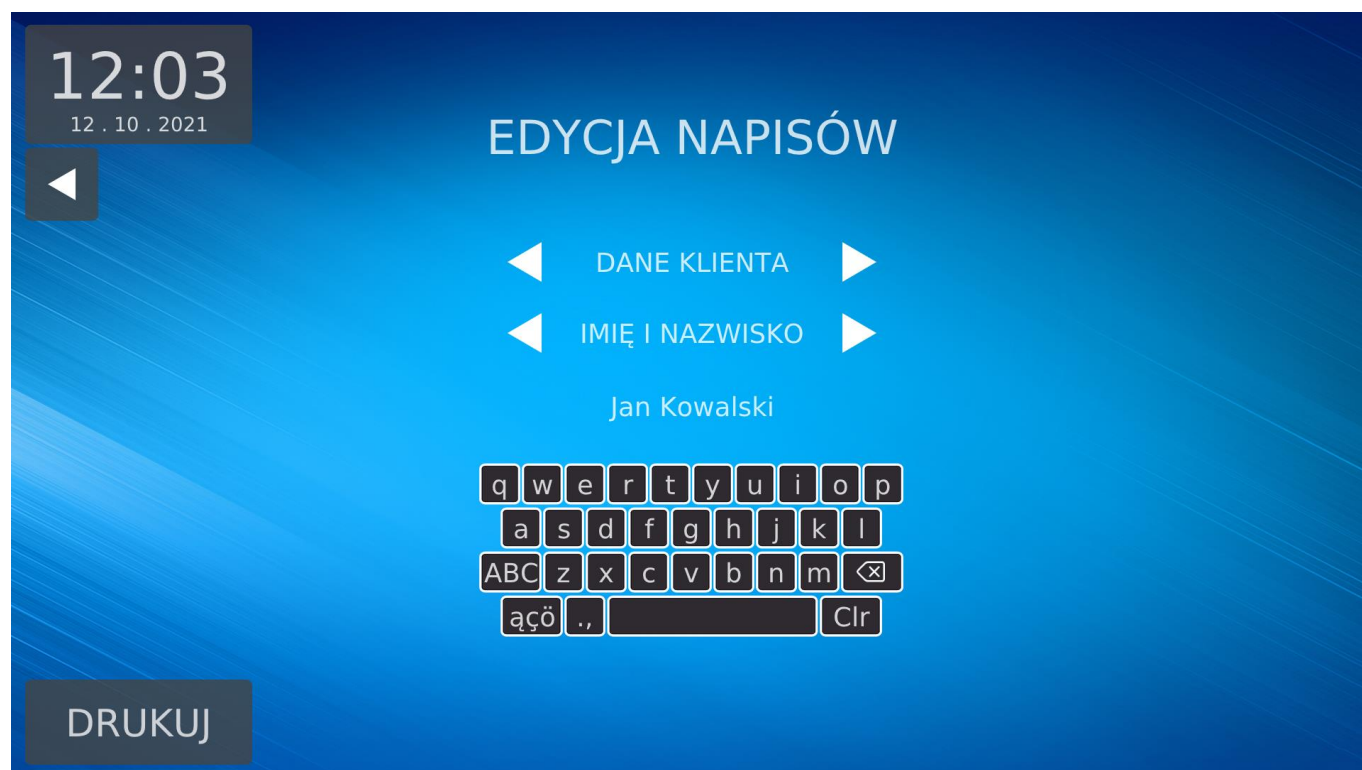 12:03
12 . 10 . 2021
EDYCJA NAPISÓW
DANE KLIENTA
IMIĘ I NAZWISKO
Jan Kowalski
q w e r t y u i o p
a s d f g h j k l
ABC z x c v b n m
ąçö ., Clr
DRUKUJ